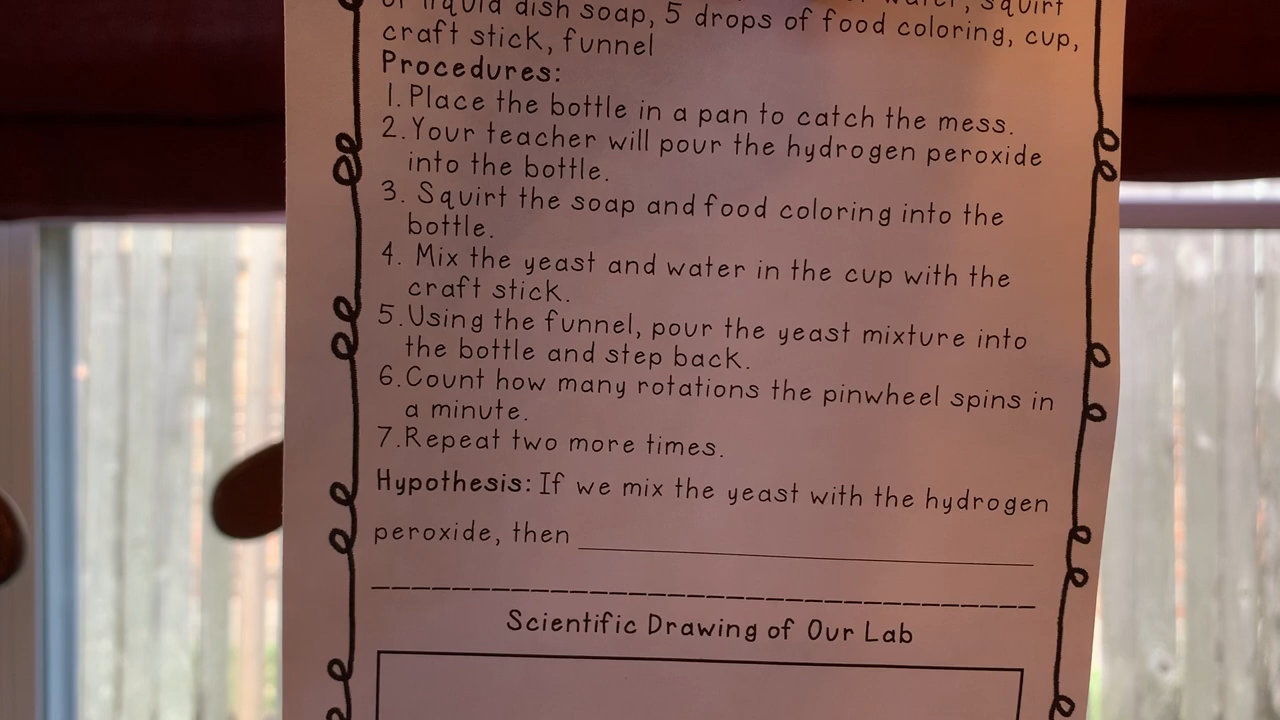 of liquid dish soap, 5 drops of food coloring, cup,
craft stick, funnel
Procedures:
1. Place the bottle in a pan to catch the mess.
2. Your teacher will pour the hydrogen peroxide
into the bottle.
3. Squirt the soap and food coloring into the
bottle.
4. Mix the yeast and water in the cup with the
craft stick.
5. Using the funnel, pour the yeast mixture into
the bottle and step back.
6. Count how many rotations the pinwheel spins in
a minute.
7. Repeat two more times.
Hypothesis: If we mix the yeast with the hydrogen
peroxide, then
Scientific Drawing of Our Lab